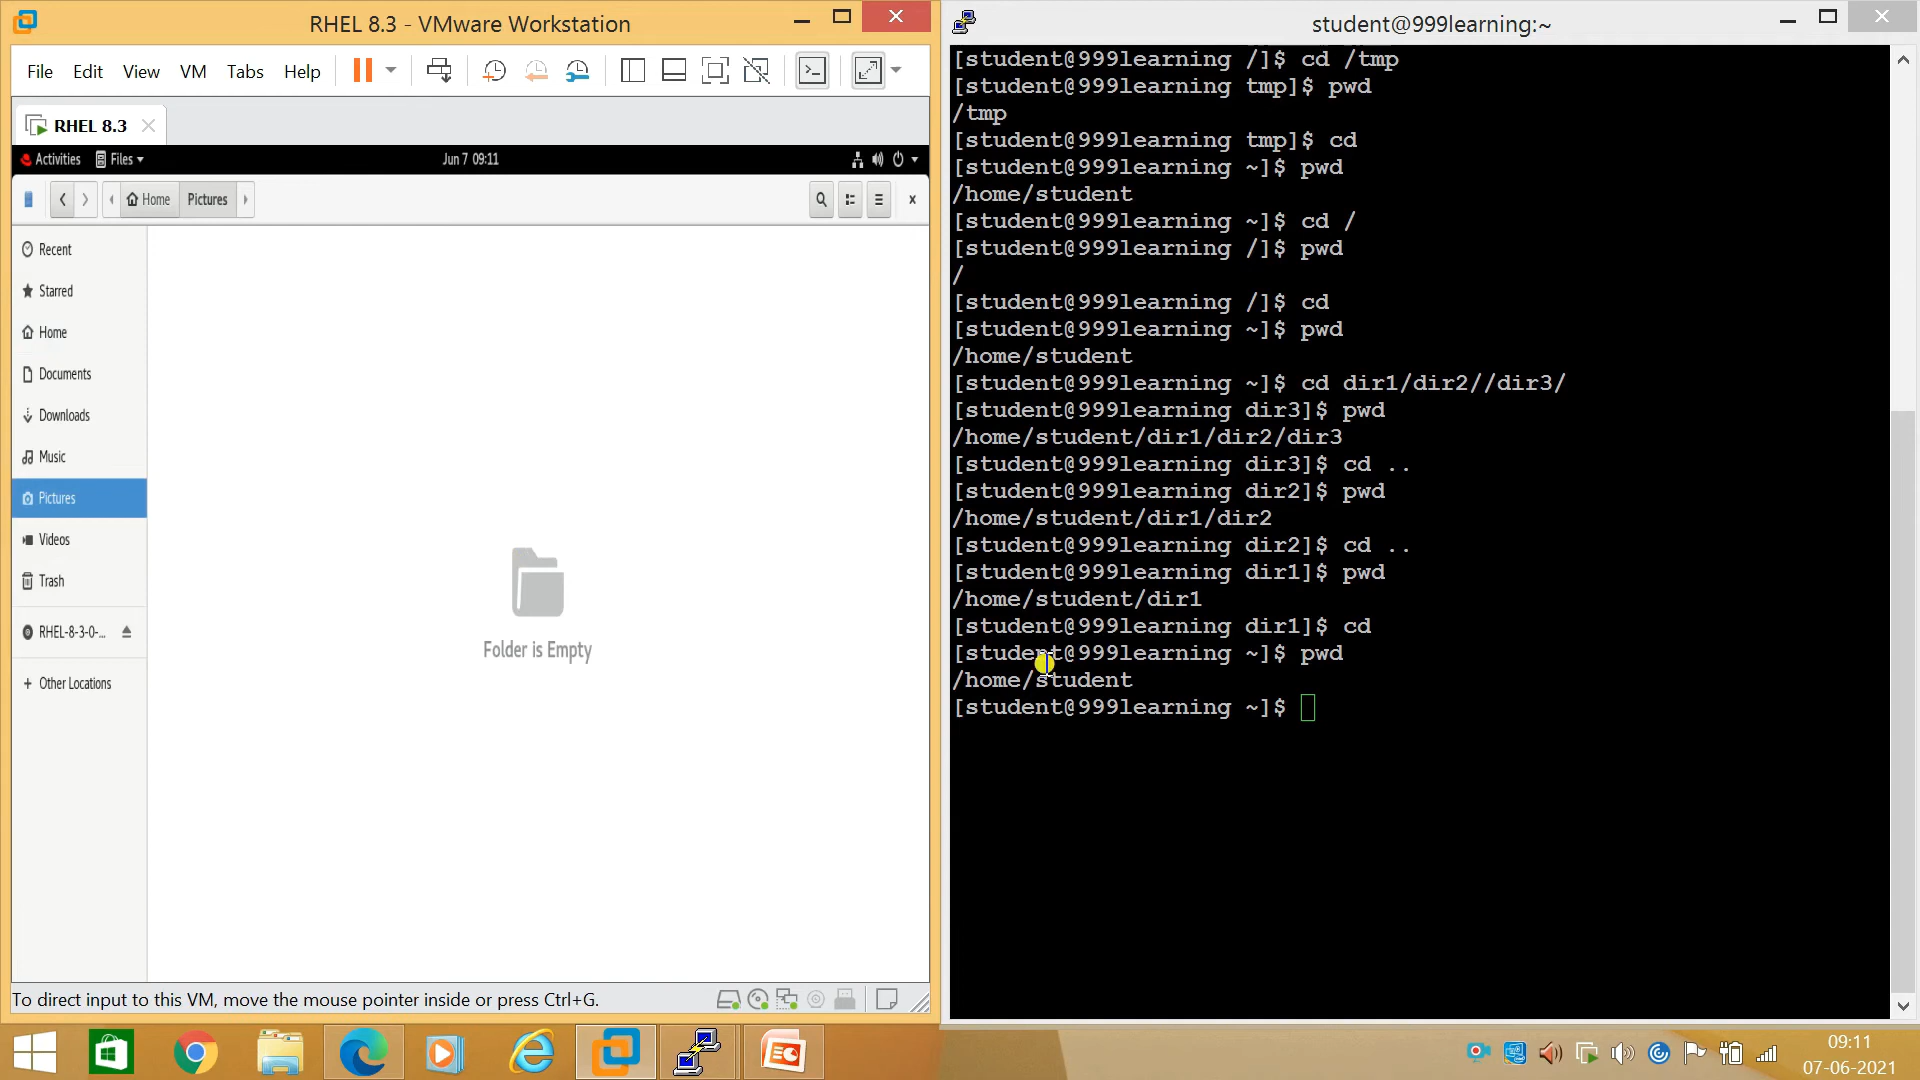 RHEL 8.3 - VMware Workstation
File Edit View VM Tabs Help
RHEL 8.3
Activities Files Jun 7 09:11
Home Pictures
Recent
Starred
Home
Documents
Downloads
Music
Pictures
Videos
Trash
RHEL-8-3-0-...
+ Other Locations
Folder is Empty
To direct input to this VM, move the mouse pointer inside or press Ctrl+G.
student@999learning:~
[student@999learning /]$ cd /tmp
[student@999learning tmp]$ pwd
/tmp
[student@999learning tmp]$ cd
[student@999learning ~]$ pwd
/home/student
[student@999learning ~]$ cd /
[student@999learning /]$ pwd
/
[student@999learning /]$ cd
[student@999learning ~]$ pwd
/home/student
[student@999learning ~]$ cd dir1/dir2//dir3/
[student@999learning dir3]$ pwd
/home/student/dir1/dir2/dir3
[student@999learning dir3]$ cd ..
[student@999learning dir2]$ pwd
/home/student/dir1/dir2
[student@999learning dir2]$ cd ..
[student@999learning dir1]$ pwd
/home/student/dir1
[student@999learning dir1]$ cd
[student@999learning ~]$ pwd
/home/student
[student@999learning ~]$
09:11
07-06-2021